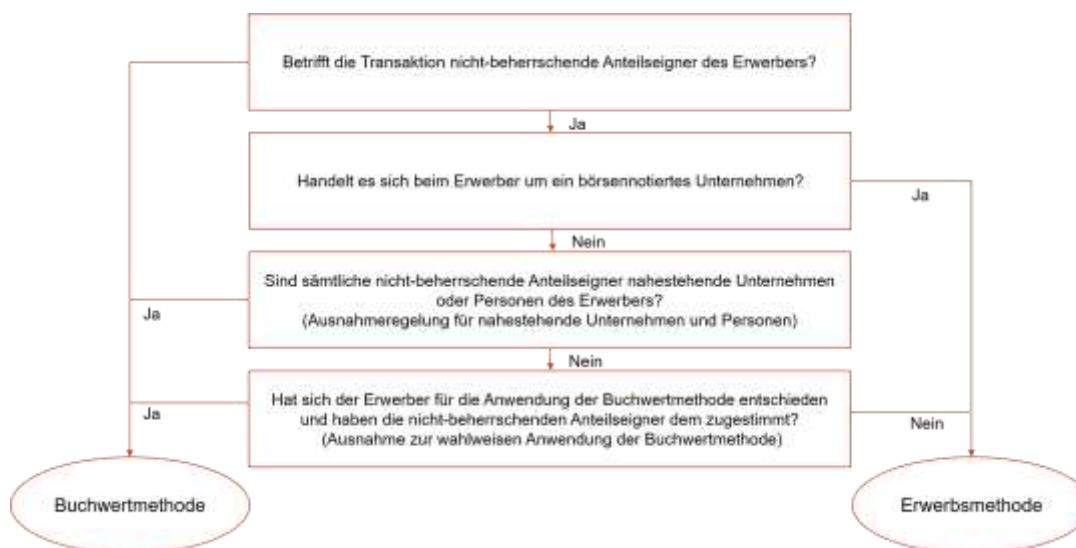 Betrifft die Transaktion nicht-beherrschende Anteilseigner des Erwerbers?
Ja
Handelt es sich beim Erwerber um ein börsennotiertes Unternehmen?
Ja
Nein
Sind sämtliche nicht-beherrschende Anteilseigner nahestehende Unternehmen
oder Personen des Erwerbers?
(Ausnahmeregelung für nahestehende Unternehmen und Personen)
Ja
Nein
Hat sich der Erwerber für die Anwendung der Buchwertmethode entschieden
und haben die nicht-beherrschenden Anteilseigner dem zugestimmt?
(Ausnahme zur wahlweisen Anwendung der Buchwertmethode)
Ja
Nein
Buchwertmethode
Erwerbsmethode